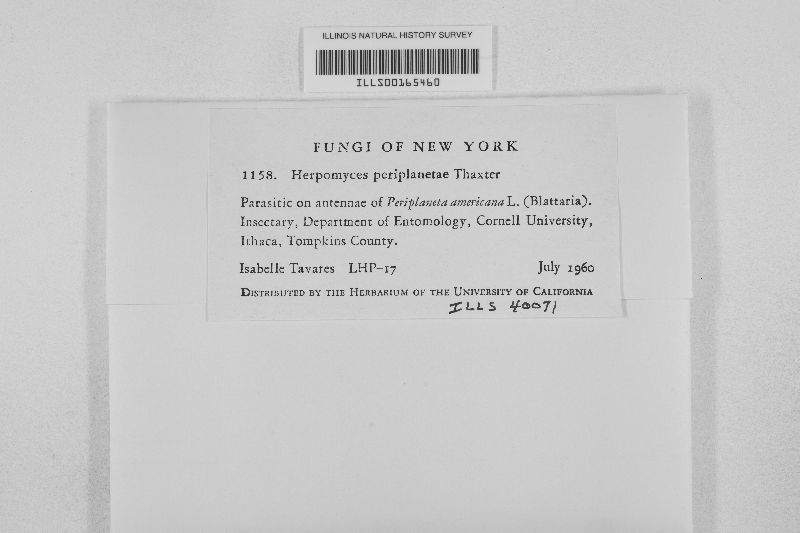 ILLINOIS NATURAL HISTORY SURVEY
ILLS00165460
FUNGI OF NEW YORK
1158. Herpomyces periplanetae Thaxter
Parasitic on antennae of Periplaneta americana L. (Blattaria).
Insectary, Department of Entomology, Cornell University,
Ithaca, Tompkins County.
Isabelle Tavares LHP-17 July 1960
DISTRIBUTED BY THE HERBARIUM OF THE UNIVERSITY OF CALIFORNIA
ILLS 40071